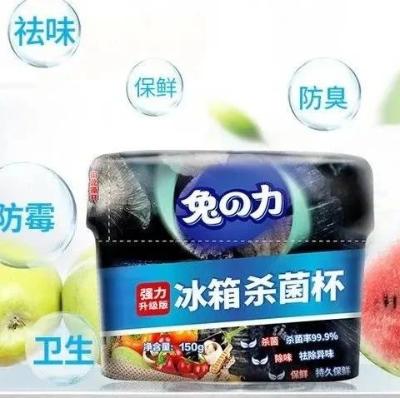 祛味
保鲜
防臭
兔の力
防霉
强力
升级版
冰箱杀菌杯
卫生
净含量: 150g
杀菌 杀菌率99.9%
除味 祛除异味
保鲜 持久保鲜